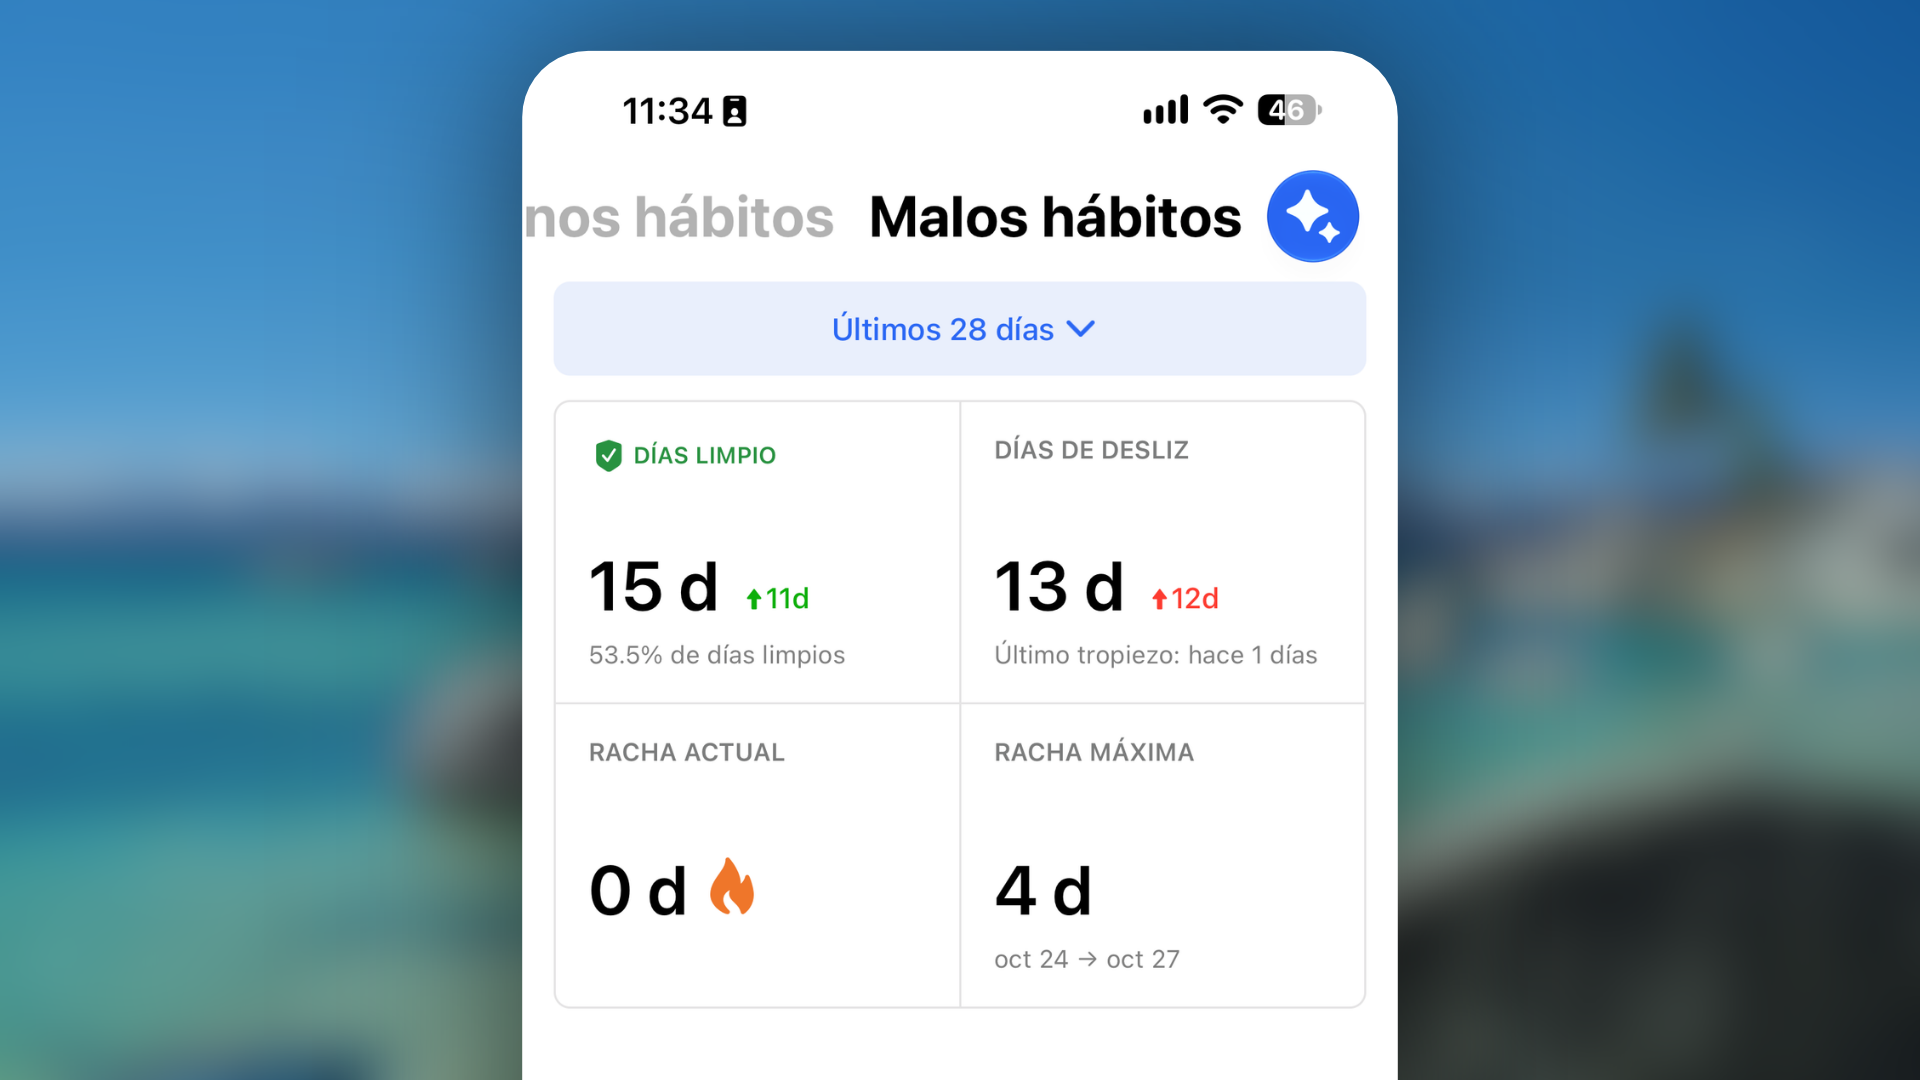 11:34
46
nos hábitos Malos hábitos
Últimos 28 días
DÍAS LIMPIO
15 d ↑11d
53.5% de días limpios
DÍAS DE DESLIZ
13 d ↑12d
Último tropiezo: hace 1 días
RACHA ACTUAL
0 d
RACHA MÁXIMA
4 d
oct 24 → oct 27